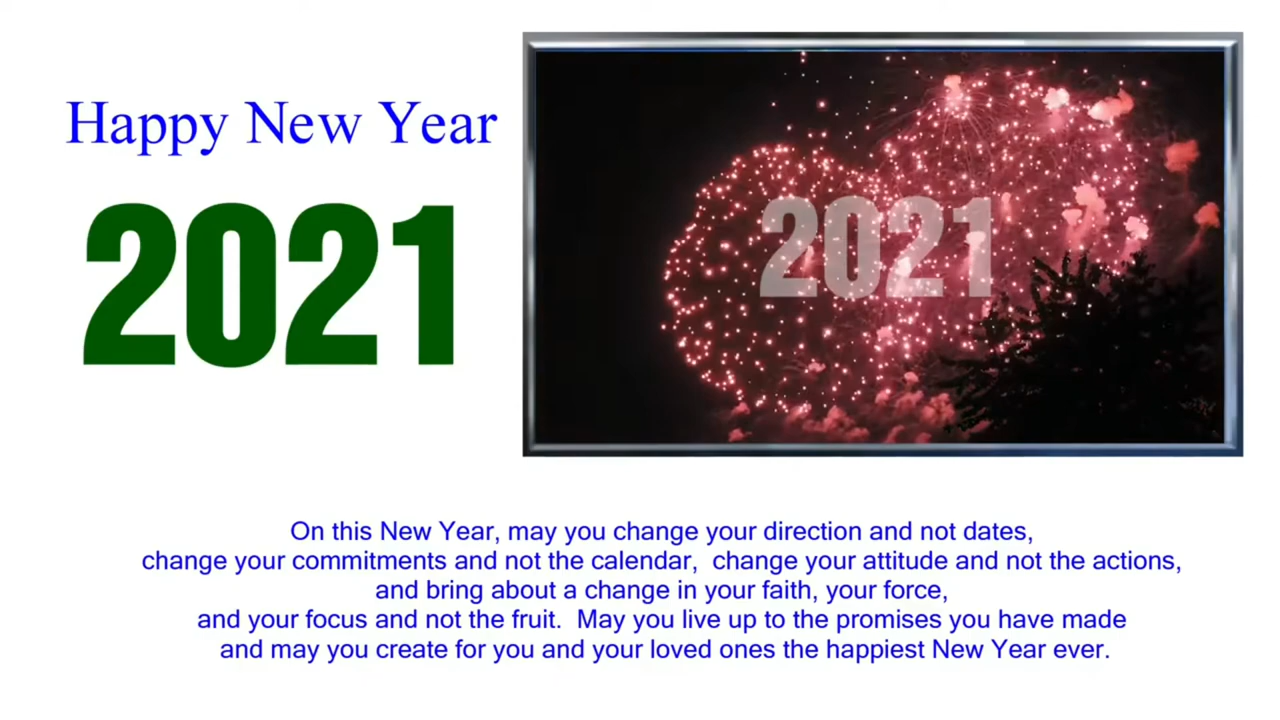 Happy New Year
2021
2021
On this New Year, may you change your direction and not dates,
change your commitments and not the calendar,  change your attitude and not the actions,
and bring about a change in your faith, your force,
and your focus and not the fruit.  May you live up to the promises you have made
and may you create for you and your loved ones the happiest New Year ever.